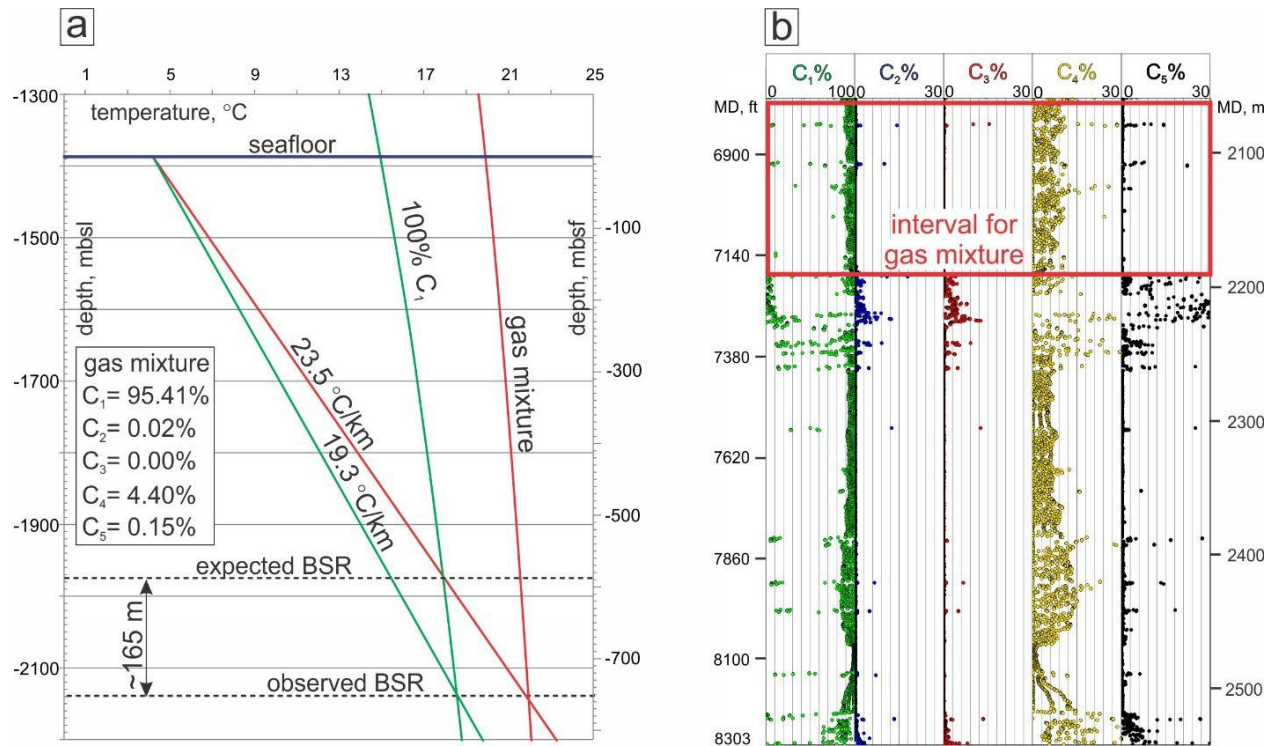 a
1 5 9 13 17 21 25
temperature, °C
-1300
-1500
-1700
-1900
-2100
depth, mbsl
seafloor
100% C1
gas mixture
depth, mbsf
-100
-300
-500
-700
23.5 °C/km
19.3 °C/km
gas mixture
C1= 95.41%
C2= 0.02%
C3= 0.00%
C4= 4.40%
C5= 0.15%
expected BSR
~165 m
observed BSR
b
C1% C2% C3% C4% C5%
MD, ft 0 100 0 30 0 30 0 30 0 30 MD, m
6900
7140
7380
7620
7860
8100
8303
interval for
gas mixture
2100
2200
2300
2400
2500